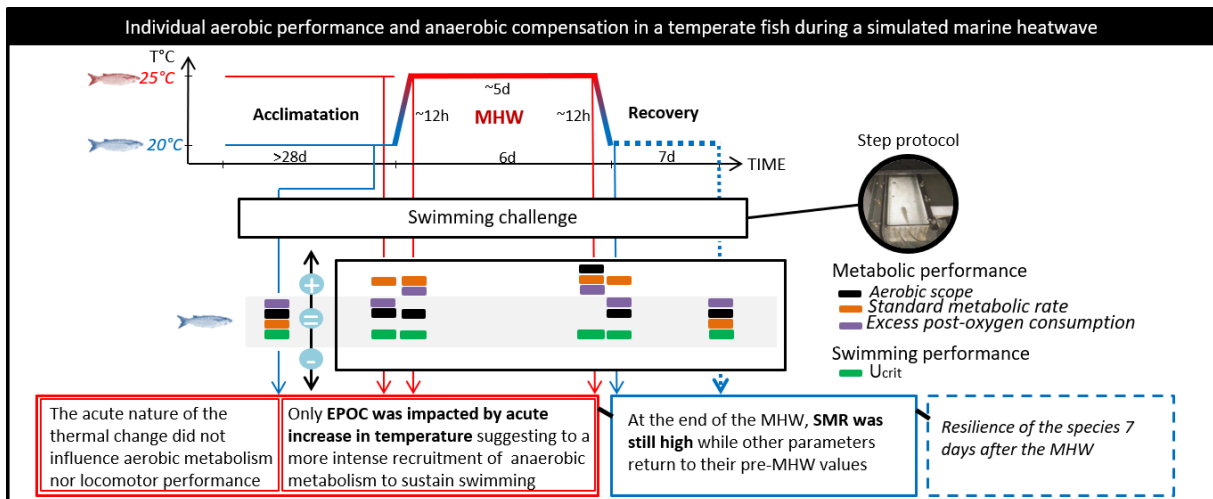 Individual aerobic performance and anaerobic compensation in a temperate fish during a simulated marine heatwave
T°C
25°C
~5d
Acclimatation
~12h
MHW
~12h
Recovery
20°C
>28d
6d
7d
TIME
Step protocol
Swimming challenge
+
=
-
Metabolic performance
Aerobic scope
Standard metabolic rate
Excess post-oxygen consumption
Swimming performance
Ucrit
The acute nature of the
thermal change did not
influence aerobic metabolism
nor locomotor performance
Only EPOC was impacted by acute
increase in temperature suggesting to a
more intense recruitment of anaerobic
metabolism to sustain swimming
At the end of the MHW, SMR was
still high while other parameters
return to their pre-MHW values
Resilience of the species 7
days after the MHW